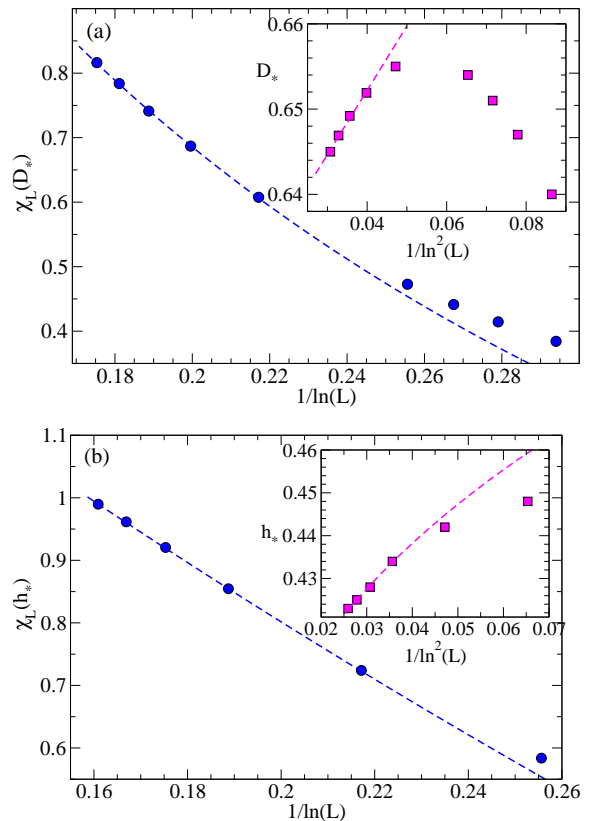 (a)
0.66
0.65
0.64
D*
0.04 0.06 0.08
1/ln²(L)
0.8
0.7
0.6
0.5
0.4
χL(D*)
0.18 0.2 0.22 0.24 0.26 0.28
1/ln(L)
(b)
1.1
1
0.9
0.8
0.7
0.6
χL(h*)
0.46
0.45
0.44
0.43
h*
0.02 0.03 0.04 0.05 0.06 0.07
1/ln²(L)
0.16 0.18 0.2 0.22 0.24 0.26
1/ln(L)